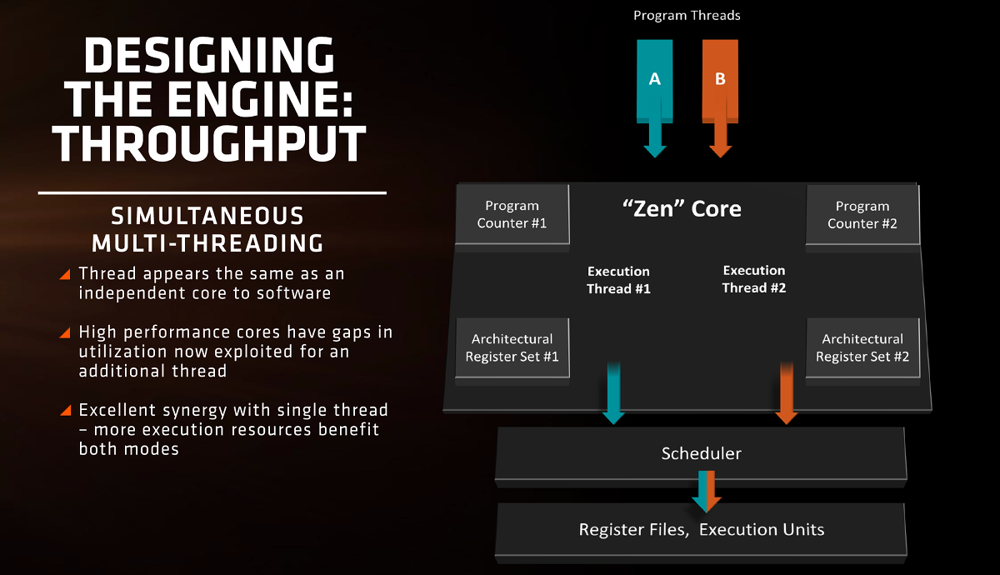 DESIGNING
THE ENGINE:
THROUGHPUT
SIMULTANEOUS
MULTI-THREADING
Thread appears the same as an
independent core to software
High performance cores have gaps in
utilization now exploited for an
additional thread
Excellent synergy with single thread
– more execution resources benefit
both modes
Program Threads
A
B
Program
Counter #1
"Zen" Core
Program
Counter #2
Execution
Thread #1
Execution
Thread #2
Architectural
Register Set #1
Architectural
Register Set #2
Scheduler
Register Files, Execution Units